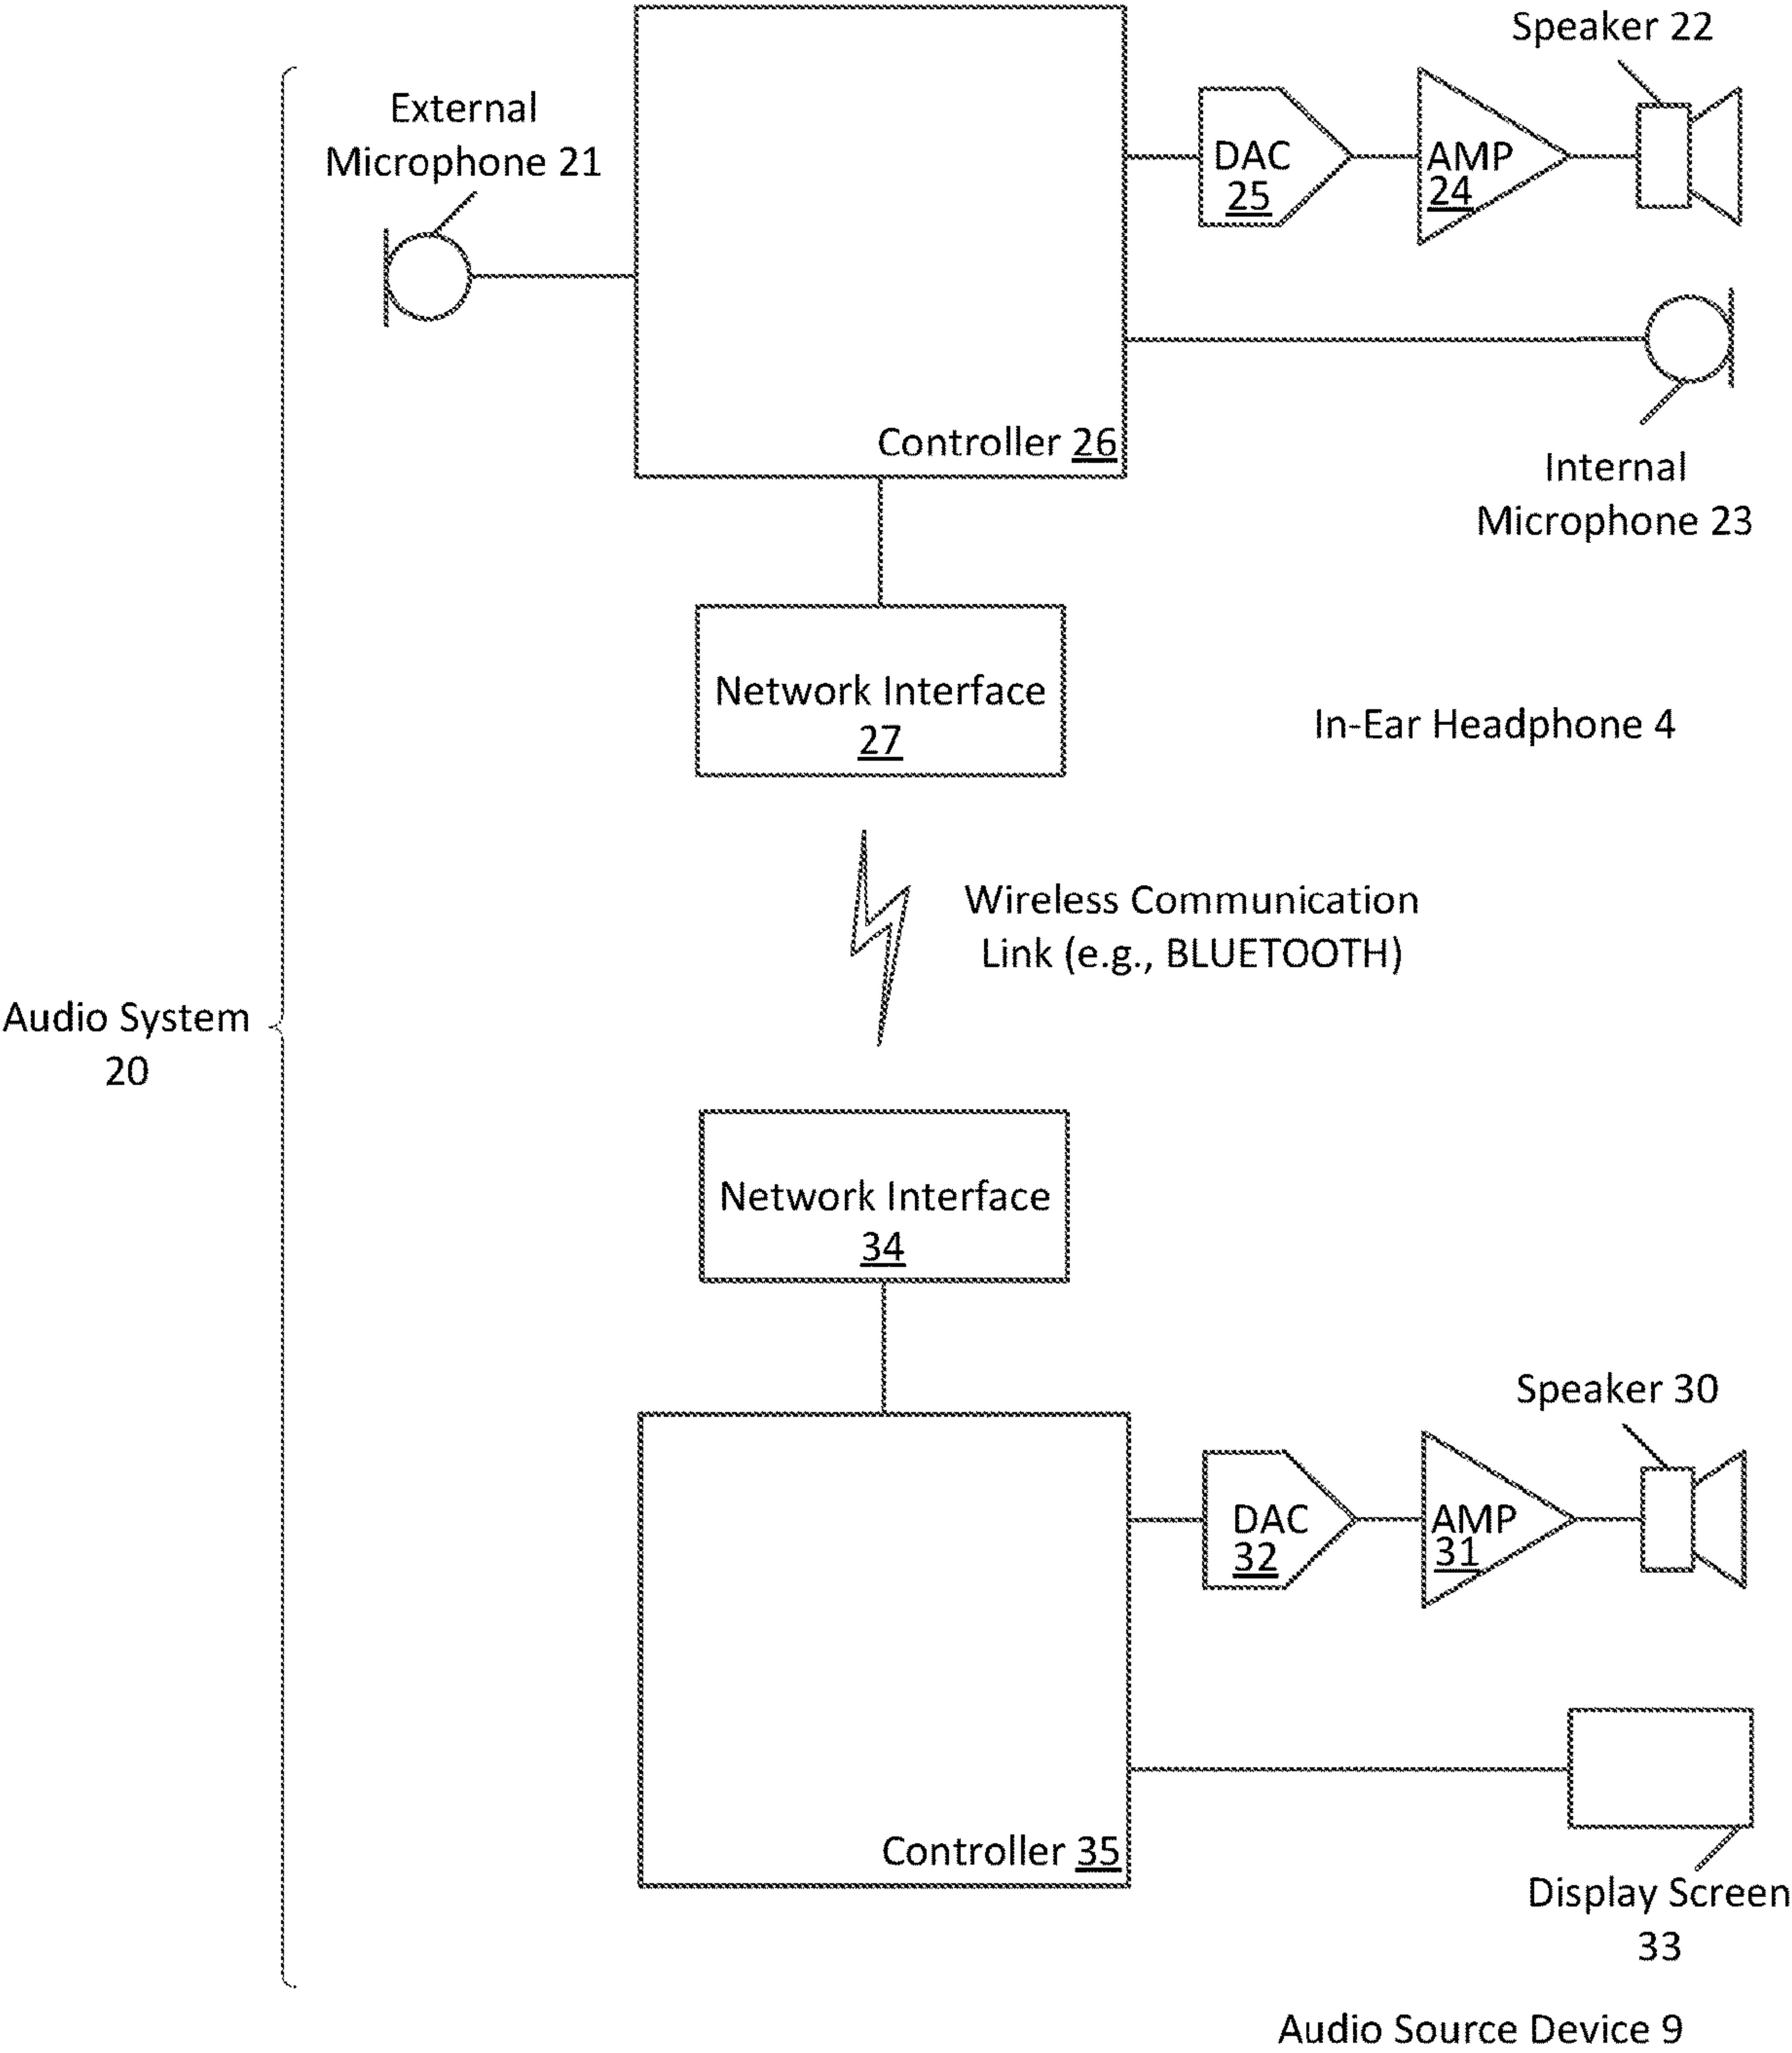 Speaker 22
External
Microphone 21
DAC
25
AMP
24
Controller 26
Internal
Microphone 23
Network Interface
27
In-Ear Headphone 4
Wireless Communication
Link (e.g., BLUETOOTH)
Audio System
20
Network Interface
34
Speaker 30
DAC
32
AMP
31
Controller 35
Display Screen
33
Audio Source Device 9